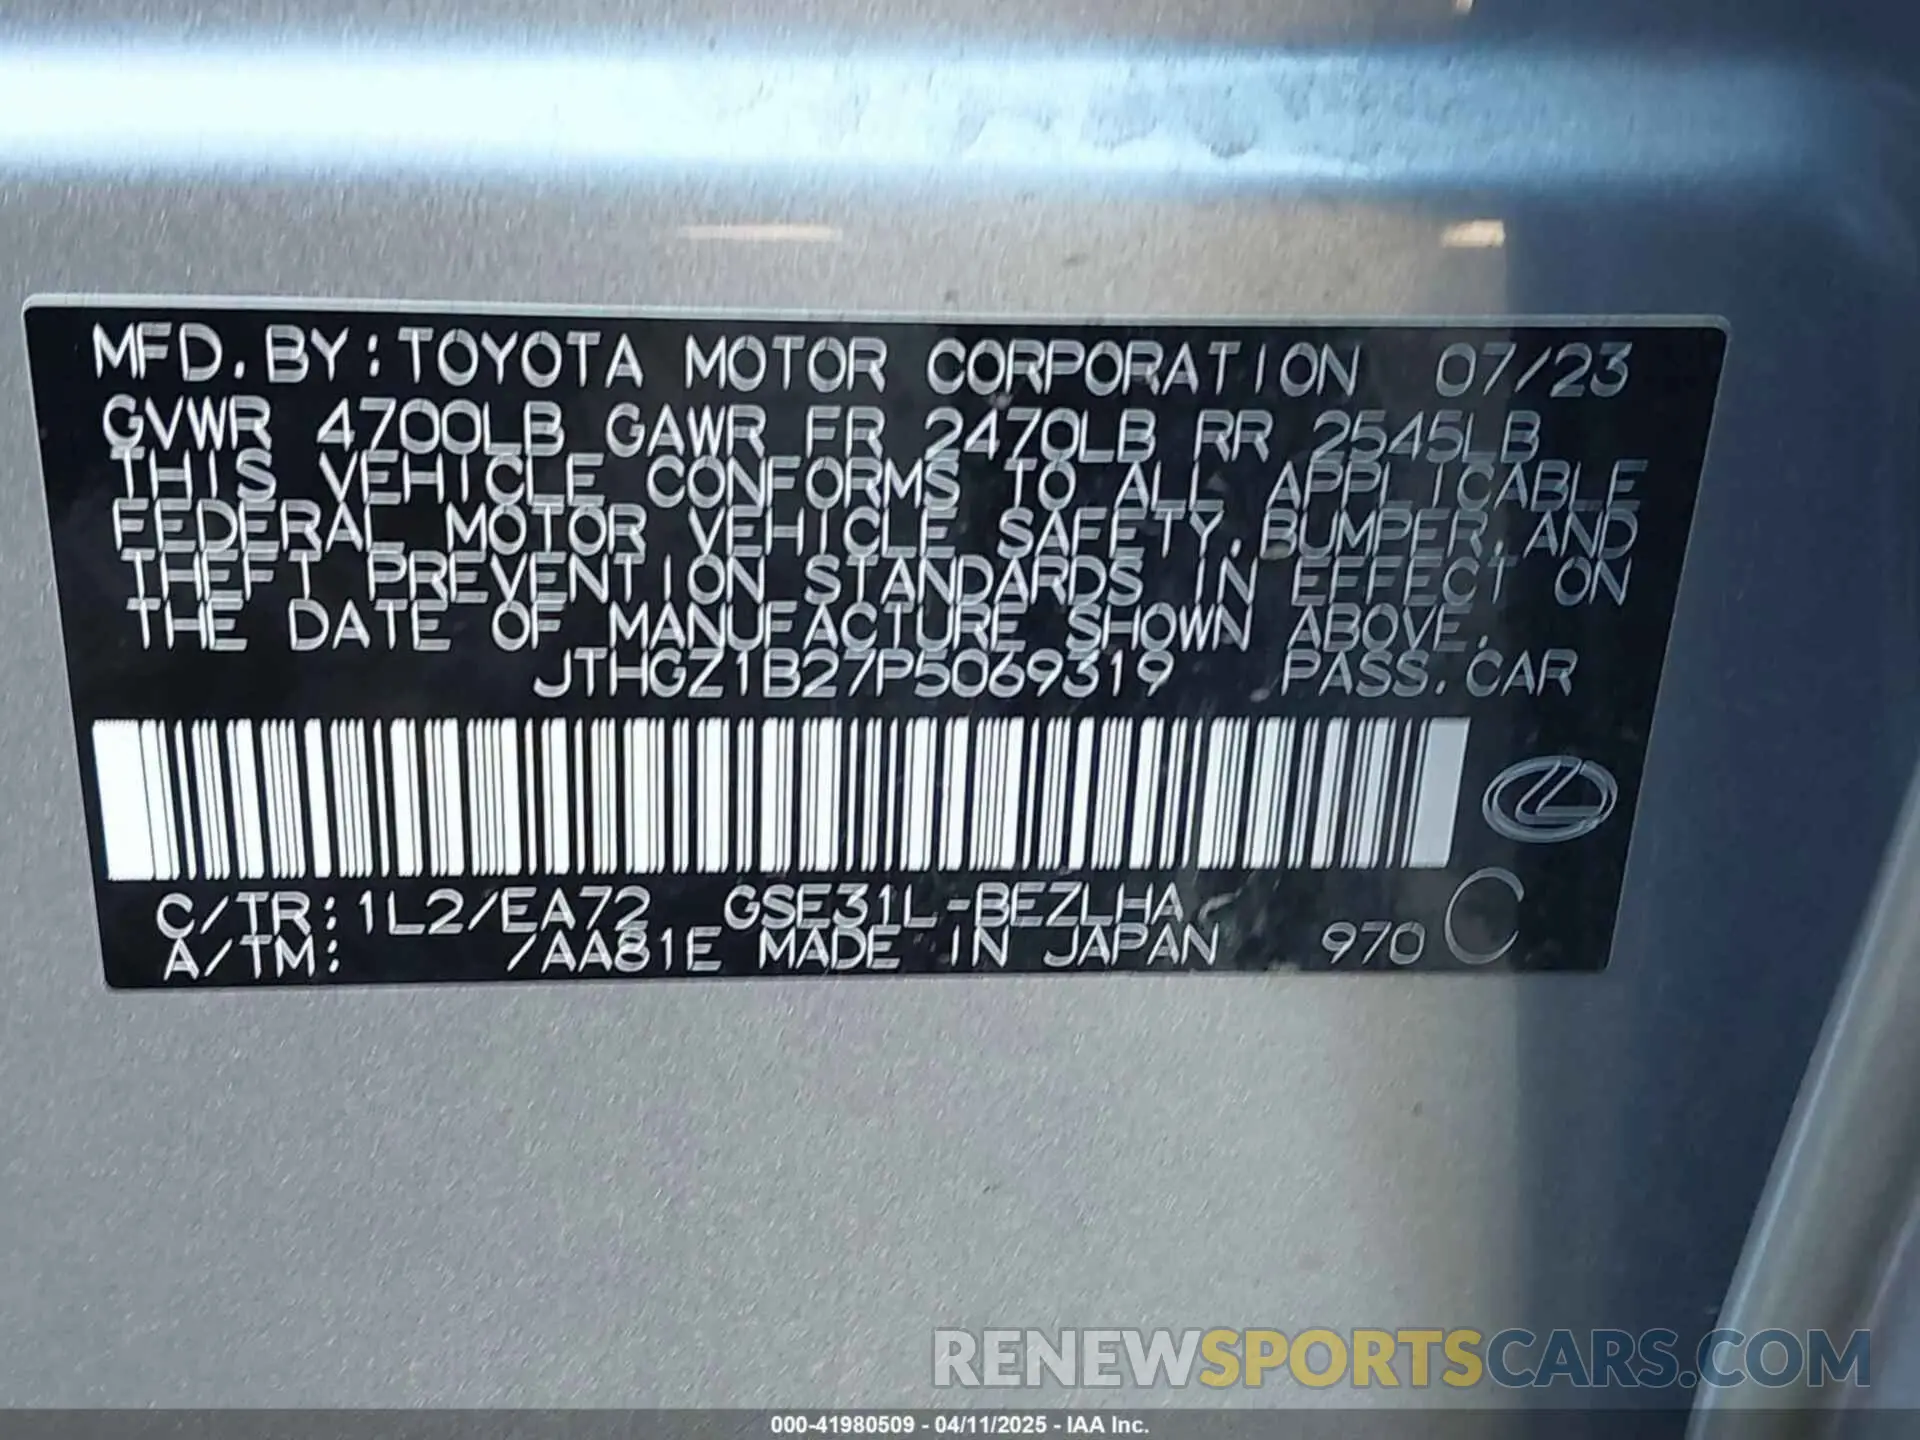 MFD. BY: TOYOTA MOTOR CORPORATION 07/23
GVWR 4700LB GAWR FR 2470LB RR 2545LB
THIS VEHICLE CONFORMS TO ALL APPLICABLE
FEDERAL MOTOR VEHICLE SAFETY, BUMPER, AND
THEFT PREVENTION STANDARDS IN EFFECT ON
THE DATE OF MANUFACTURE SHOWN ABOVE.
JTHGZ1B27P5069319 PASS. CAR
C/TR: 1L2/EA72 GSE31L-BEZLHA
A/TM: /AA81E MADE IN JAPAN 970 C
RENEWSPORTSCARS.COM
000-41980509 - 04/11/2025 - IAA Inc.